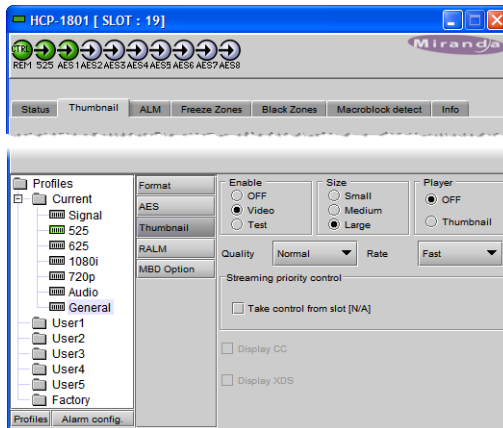 HCP-1801 [ SLOT : 19]
CTRL
Miranda
REM 525 AES1 AES2 AES3 AES4 AES5 AES6 AES7 AES8
Status Thumbnail ALM Freeze Zones Black Zones Macroblock detect Info
Profiles
Current
Signal
525
625
1080i
720p
Audio
General
User1
User2
User3
User4
User5
Factory
Profiles Alarm config.
Format
AES
Thumbnail
RALM
MBD Option
Enable
OFF
Video
Test
Size
Small
Medium
Large
Player
OFF
Thumbnail
Quality Normal Rate Fast
Streaming priority control
Take control from slot [N/A]
Display CC
Display XDS